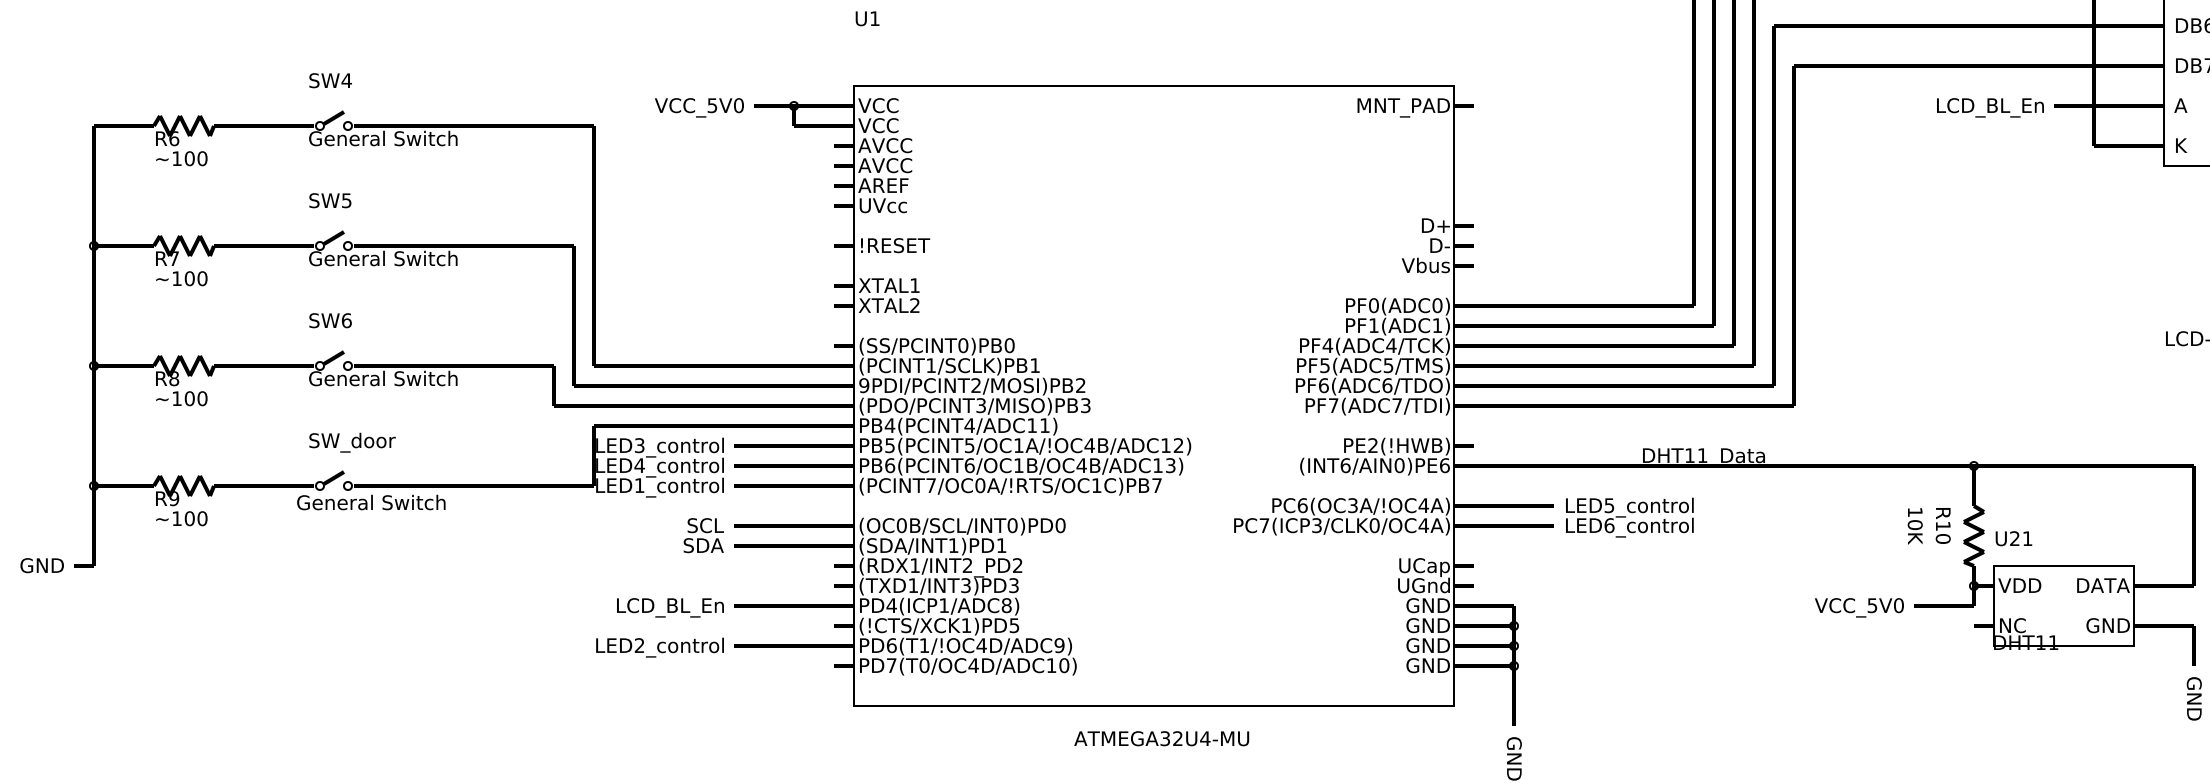 U1
SW4
General Switch
R6
~100
SW5
General Switch
R7
~100
SW6
General Switch
R8
~100
SW_door
General Switch
R9
~100
GND
VCC_5V0
LED3_control
LED4_control
LED1_control
SCL
SDA
LCD_BL_En
LED2_control
VCC
VCC
AVCC
AVCC
AREF
UVcc
!RESET
XTAL1
XTAL2
(SS/PCINT0)PB0
(PCINT1/SCLK)PB1
9PDI/PCINT2/MOSI)PB2
(PDO/PCINT3/MISO)PB3
PB4(PCINT4/ADC11)
PB5(PCINT5/OC1A/!OC4B/ADC12)
PB6(PCINT6/OC1B/OC4B/ADC13)
(PCINT7/OC0A/!RTS/OC1C)PB7
(OC0B/SCL/INT0)PD0
(SDA/INT1)PD1
(RDX1/INT2_PD2
(TXD1/INT3)PD3
PD4(ICP1/ADC8)
(!CTS/XCK1)PD5
PD6(T1/!OC4D/ADC9)
PD7(T0/OC4D/ADC10)
MNT_PAD
D+
D-
Vbus
PF0(ADC0)
PF1(ADC1)
PF4(ADC4/TCK)
PF5(ADC5/TMS)
PF6(ADC6/TDO)
PF7(ADC7/TDI)
PE2(!HWB)
(INT6/AIN0)PE6
PC6(OC3A/!OC4A)
PC7(ICP3/CLK0/OC4A)
UCap
UGnd
GND
GND
GND
GND
ATMEGA32U4-MU
GND
DHT11_Data
LED5_control
LED6_control
DB6
DB7
LCD_BL_En
A
K
LCD-
R10
10K
U21
VCC_5V0
VDD
DATA
NC
GND
DHT11
GND